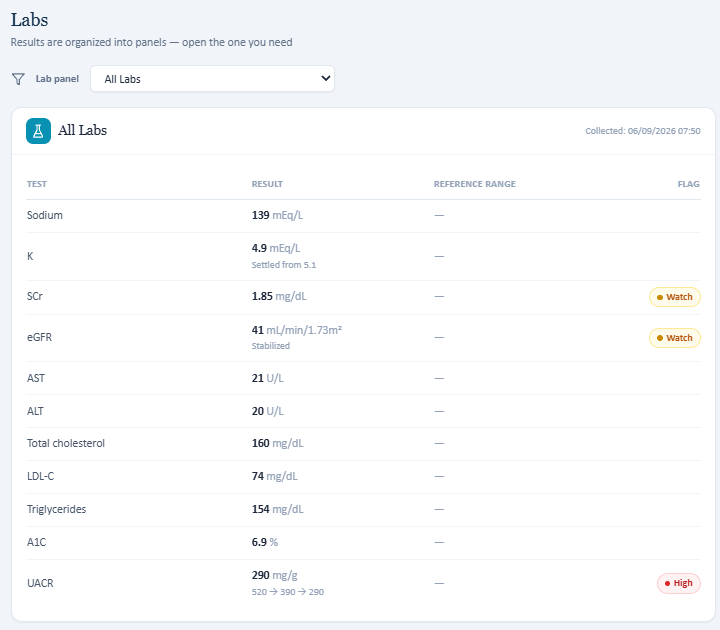 Labs
Results are organized into panels — open the one you need
Lab panel All Labs
All Labs Collected: 06/09/2026 07:50
TEST RESULT REFERENCE RANGE FLAG
Sodium 139 mEq/L —
K 4.9 mEq/L —
Settled from 5.1
SCr 1.85 mg/dL — Watch
eGFR 41 mL/min/1.73m² — Watch
Stabilized
AST 21 U/L —
ALT 20 U/L —
Total cholesterol 160 mg/dL —
LDL-C 74 mg/dL —
Triglycerides 154 mg/dL —
A1C 6.9 % —
UACR 290 mg/g — High
520 → 390 → 290